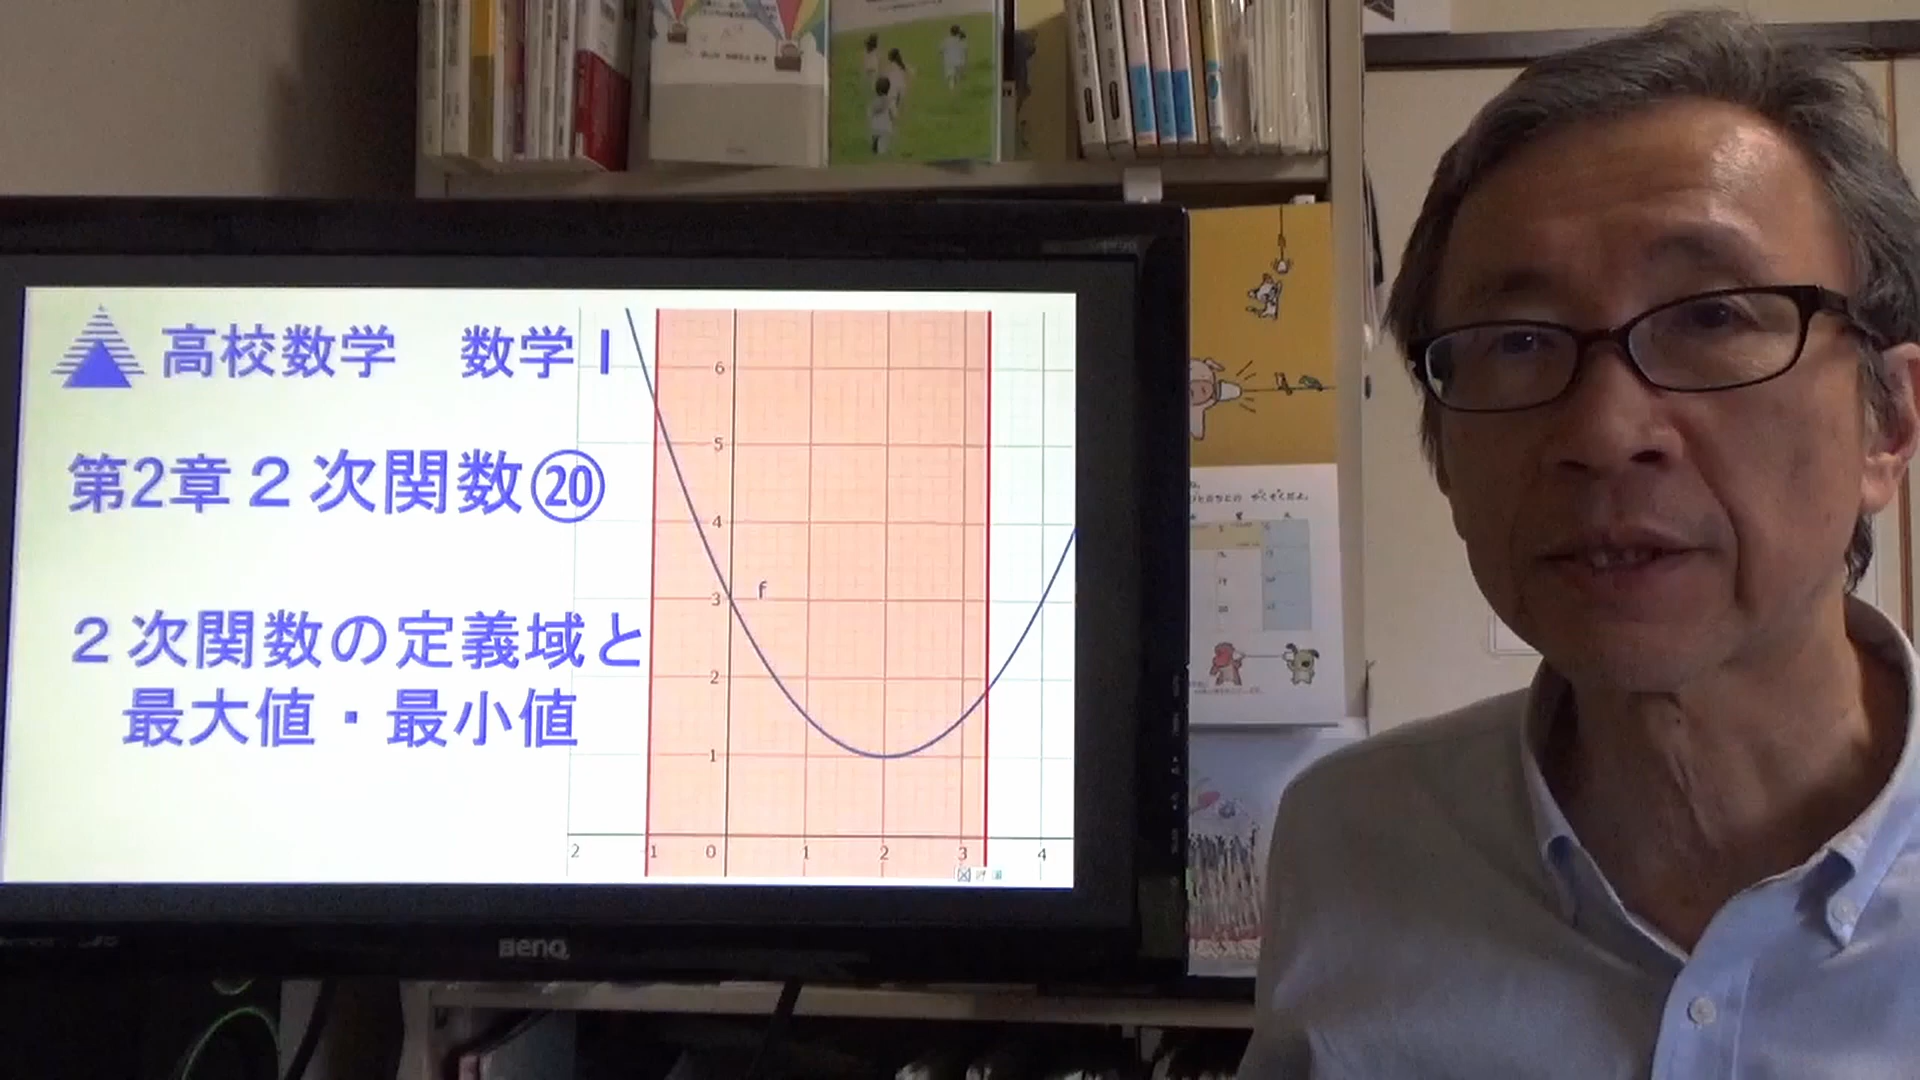 高校数学　数学Ⅰ
第2章２次関数⑳
２次関数の定義域と
最大値・最小値
6
5
4
f
3
2
1
2 1 0 1 2 3 4
BenQ